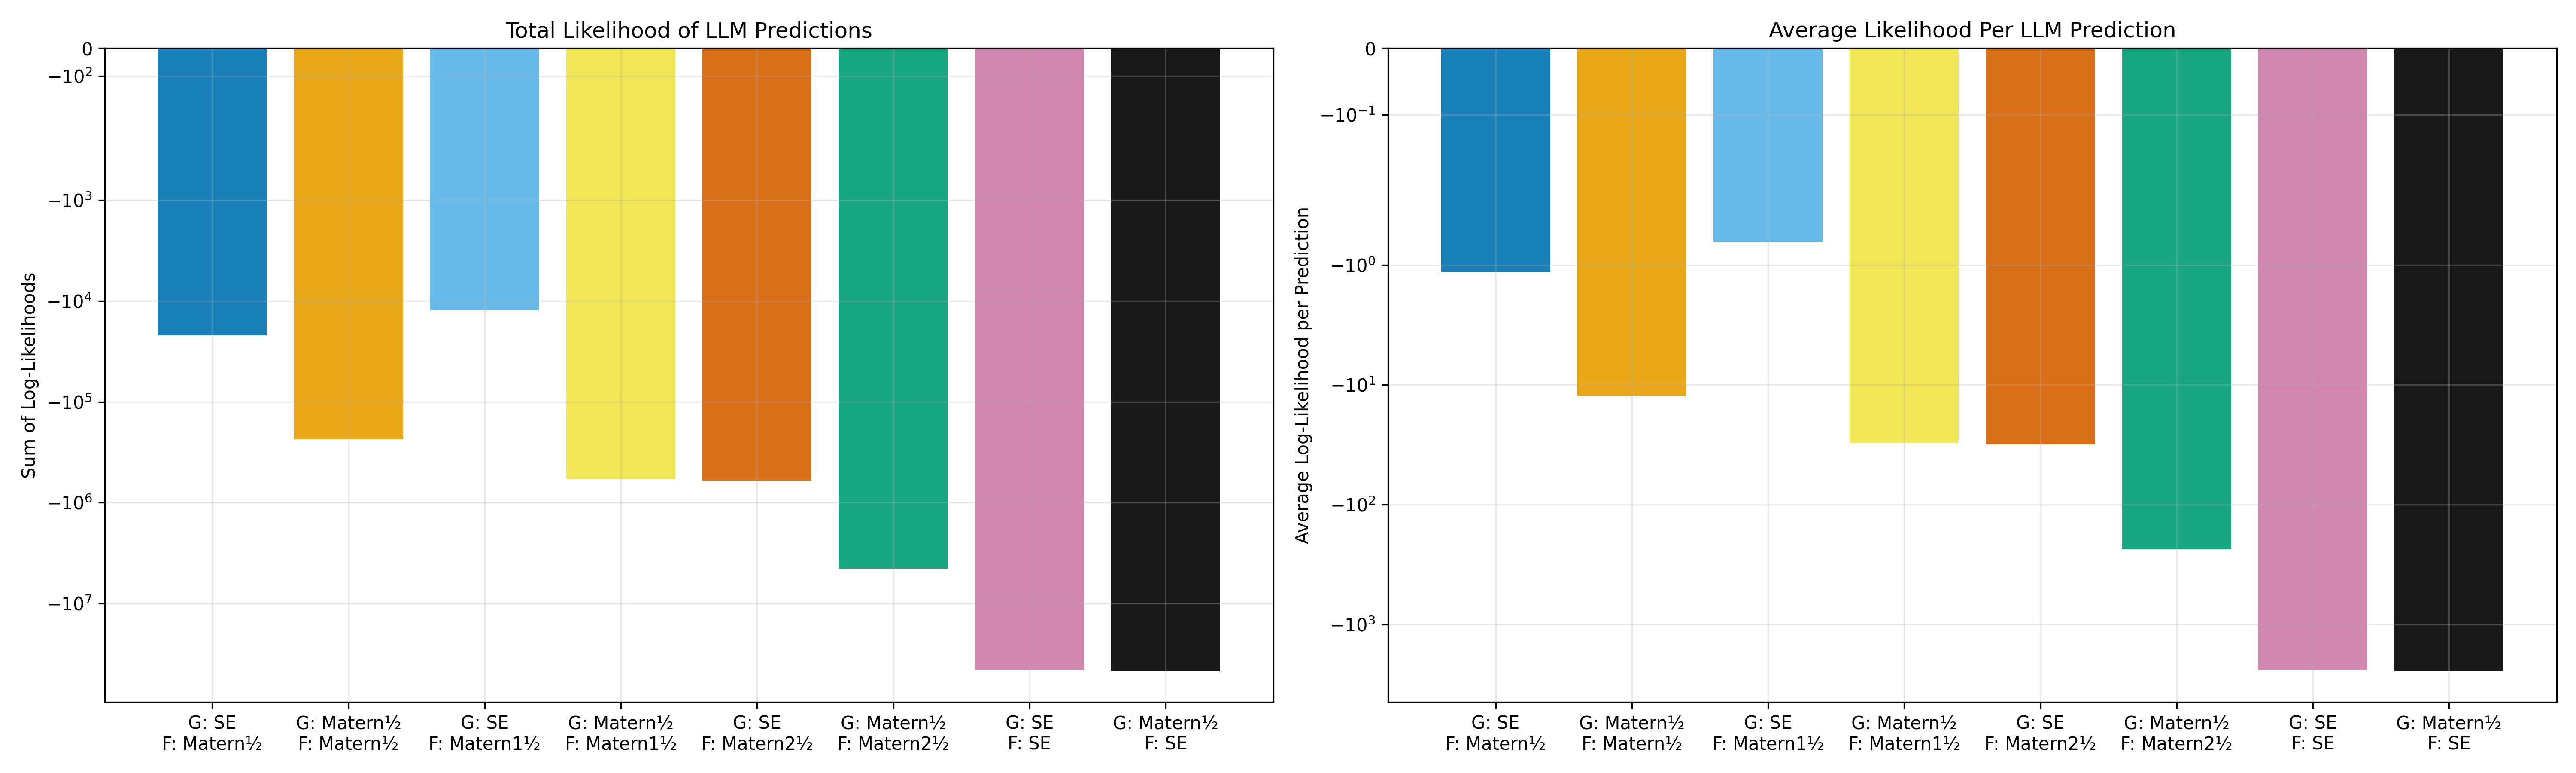 Total Likelihood of LLM Predictions
Sum of Log-Likelihoods
0
−10²
−10³
−10⁴
−10⁵
−10⁶
−10⁷
G: SE
F: Matern½
G: Matern½
F: Matern½
G: SE
F: Matern1½
G: Matern½
F: Matern1½
G: SE
F: Matern2½
G: Matern½
F: Matern2½
G: SE
F: SE
G: Matern½
F: SE
Average Likelihood Per LLM Prediction
Average Log-Likelihood per Prediction
0
−10⁻¹
−10⁰
−10¹
−10²
−10³
G: SE
F: Matern½
G: Matern½
F: Matern½
G: SE
F: Matern1½
G: Matern½
F: Matern1½
G: SE
F: Matern2½
G: Matern½
F: Matern2½
G: SE
F: SE
G: Matern½
F: SE